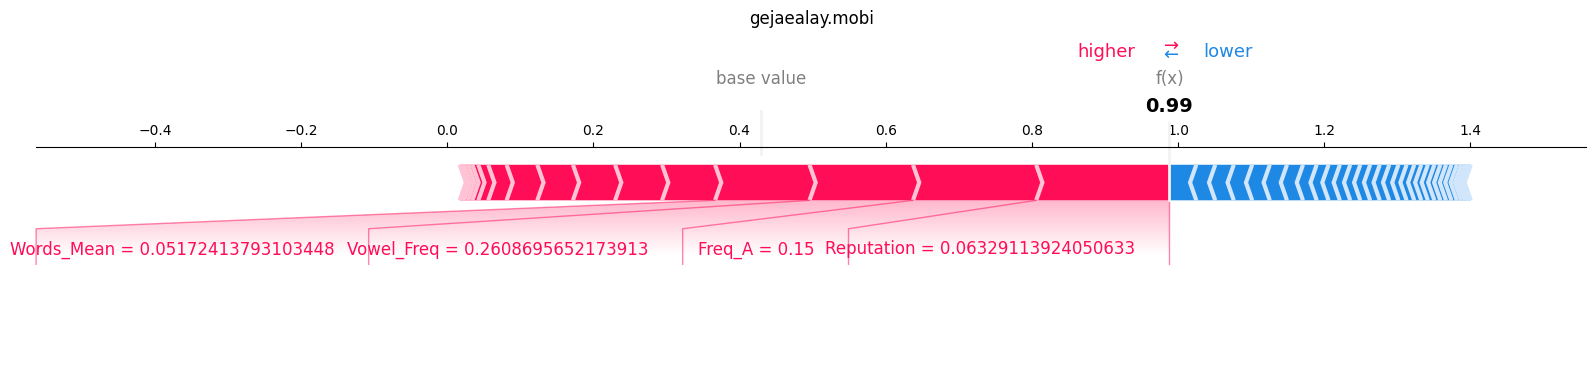 gejaealay.mobi
higher → ← lower
base value f(x)
0.99
−0.4 −0.2 0.0 0.2 0.4 0.6 0.8 1.0 1.2 1.4
Words_Mean = 0.05172413793103448 Vowel_Freq = 0.2608695652173913 Freq_A = 0.15 Reputation = 0.06329113924050633